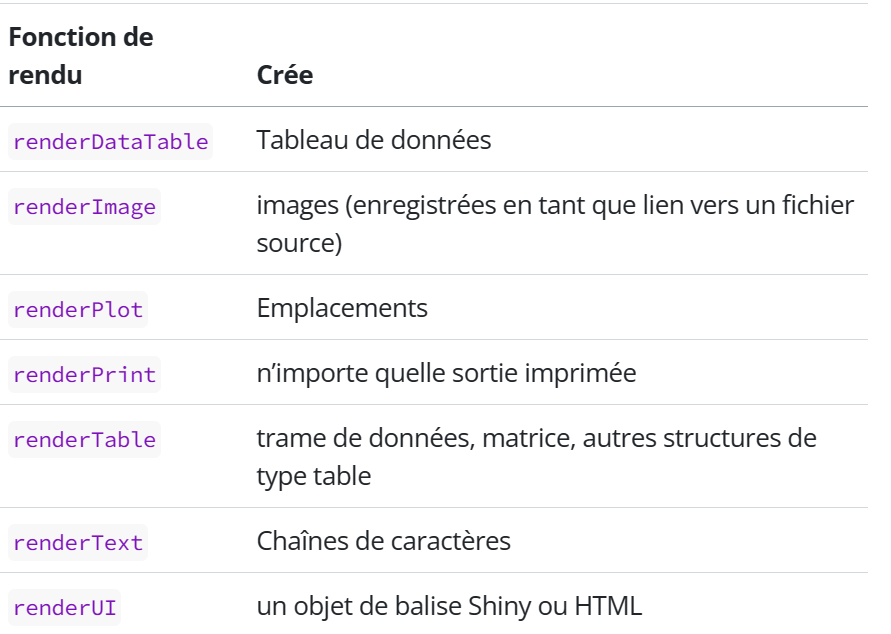 Fonction de
rendu
Crée
renderDataTable
Tableau de données
renderImage
images (enregistrées en tant que lien vers un fichier
source)
renderPlot
Emplacements
renderPrint
n’importe quelle sortie imprimée
renderTable
trame de données, matrice, autres structures de
type table
renderText
Chaînes de caractères
renderUI
un objet de balise Shiny ou HTML